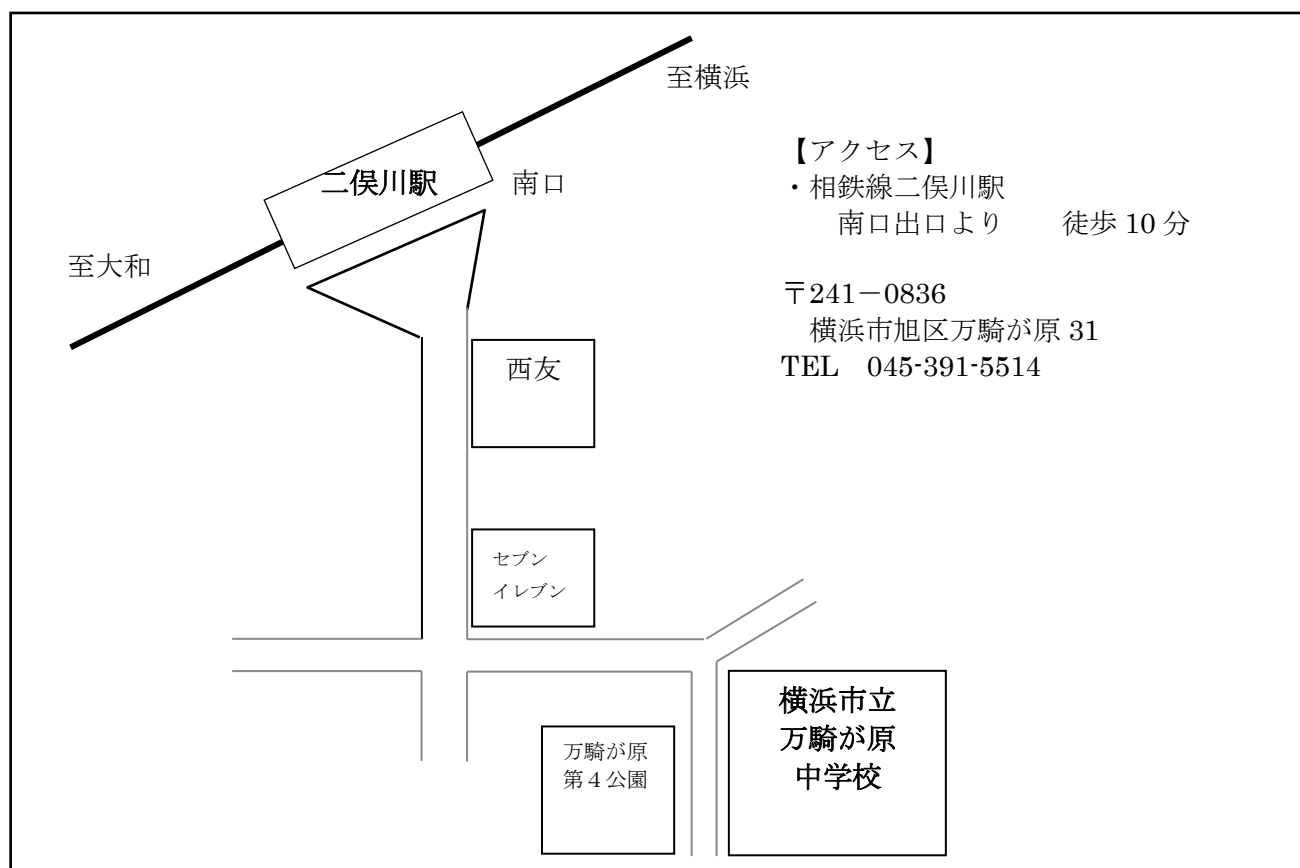 至横浜
二俣川駅
南口
至大和
【アクセス】
・相鉄線二俣川駅
南口出口より　　徒歩 10 分
〒241－0836
横浜市旭区万騎が原 31
TEL　045-391-5514
西友
セブン
イレブン
横浜市立
万騎が原
中学校
万騎が原
第４公園